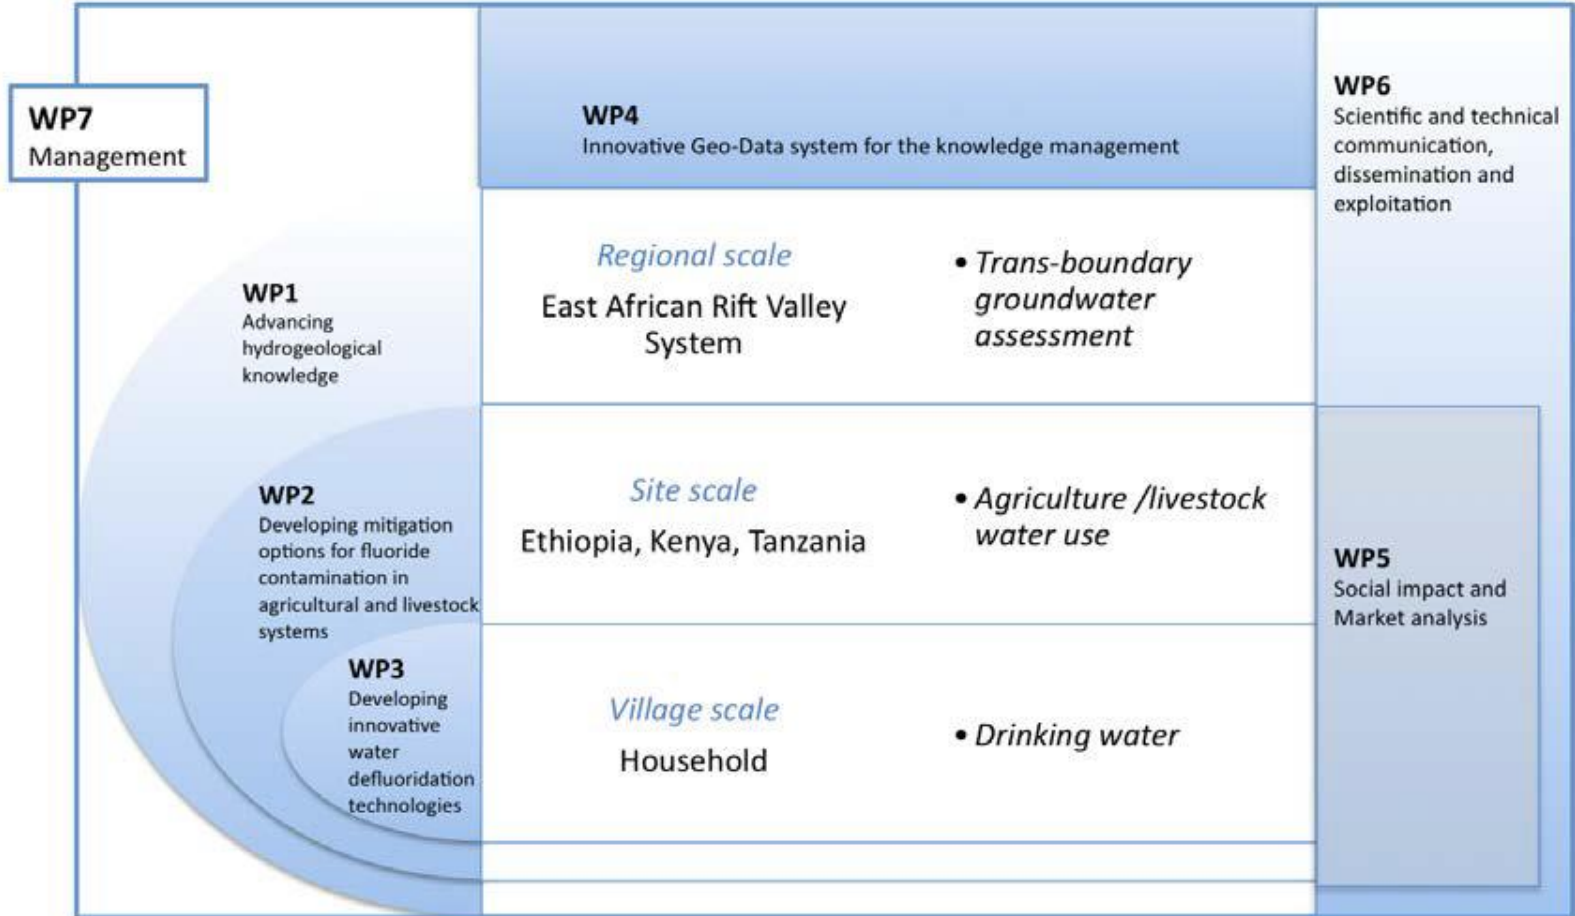 WP7
Management
WP4
Innovative Geo-Data system for the knowledge management
WP6
Scientific and technical
communication,
dissemination and
exploitation
WP1
Advancing
hydrogeological
knowledge
Regional scale
East African Rift Valley
System
• Trans-boundary
groundwater
assessment
WP2
Developing mitigation
options for fluoride
contamination in
agricultural and livestock
systems
Site scale
Ethiopia, Kenya, Tanzania
• Agriculture /livestock
water use
WP5
Social impact and
Market analysis
WP3
Developing
innovative
water
defluoridation
technologies
Village scale
Household
• Drinking water